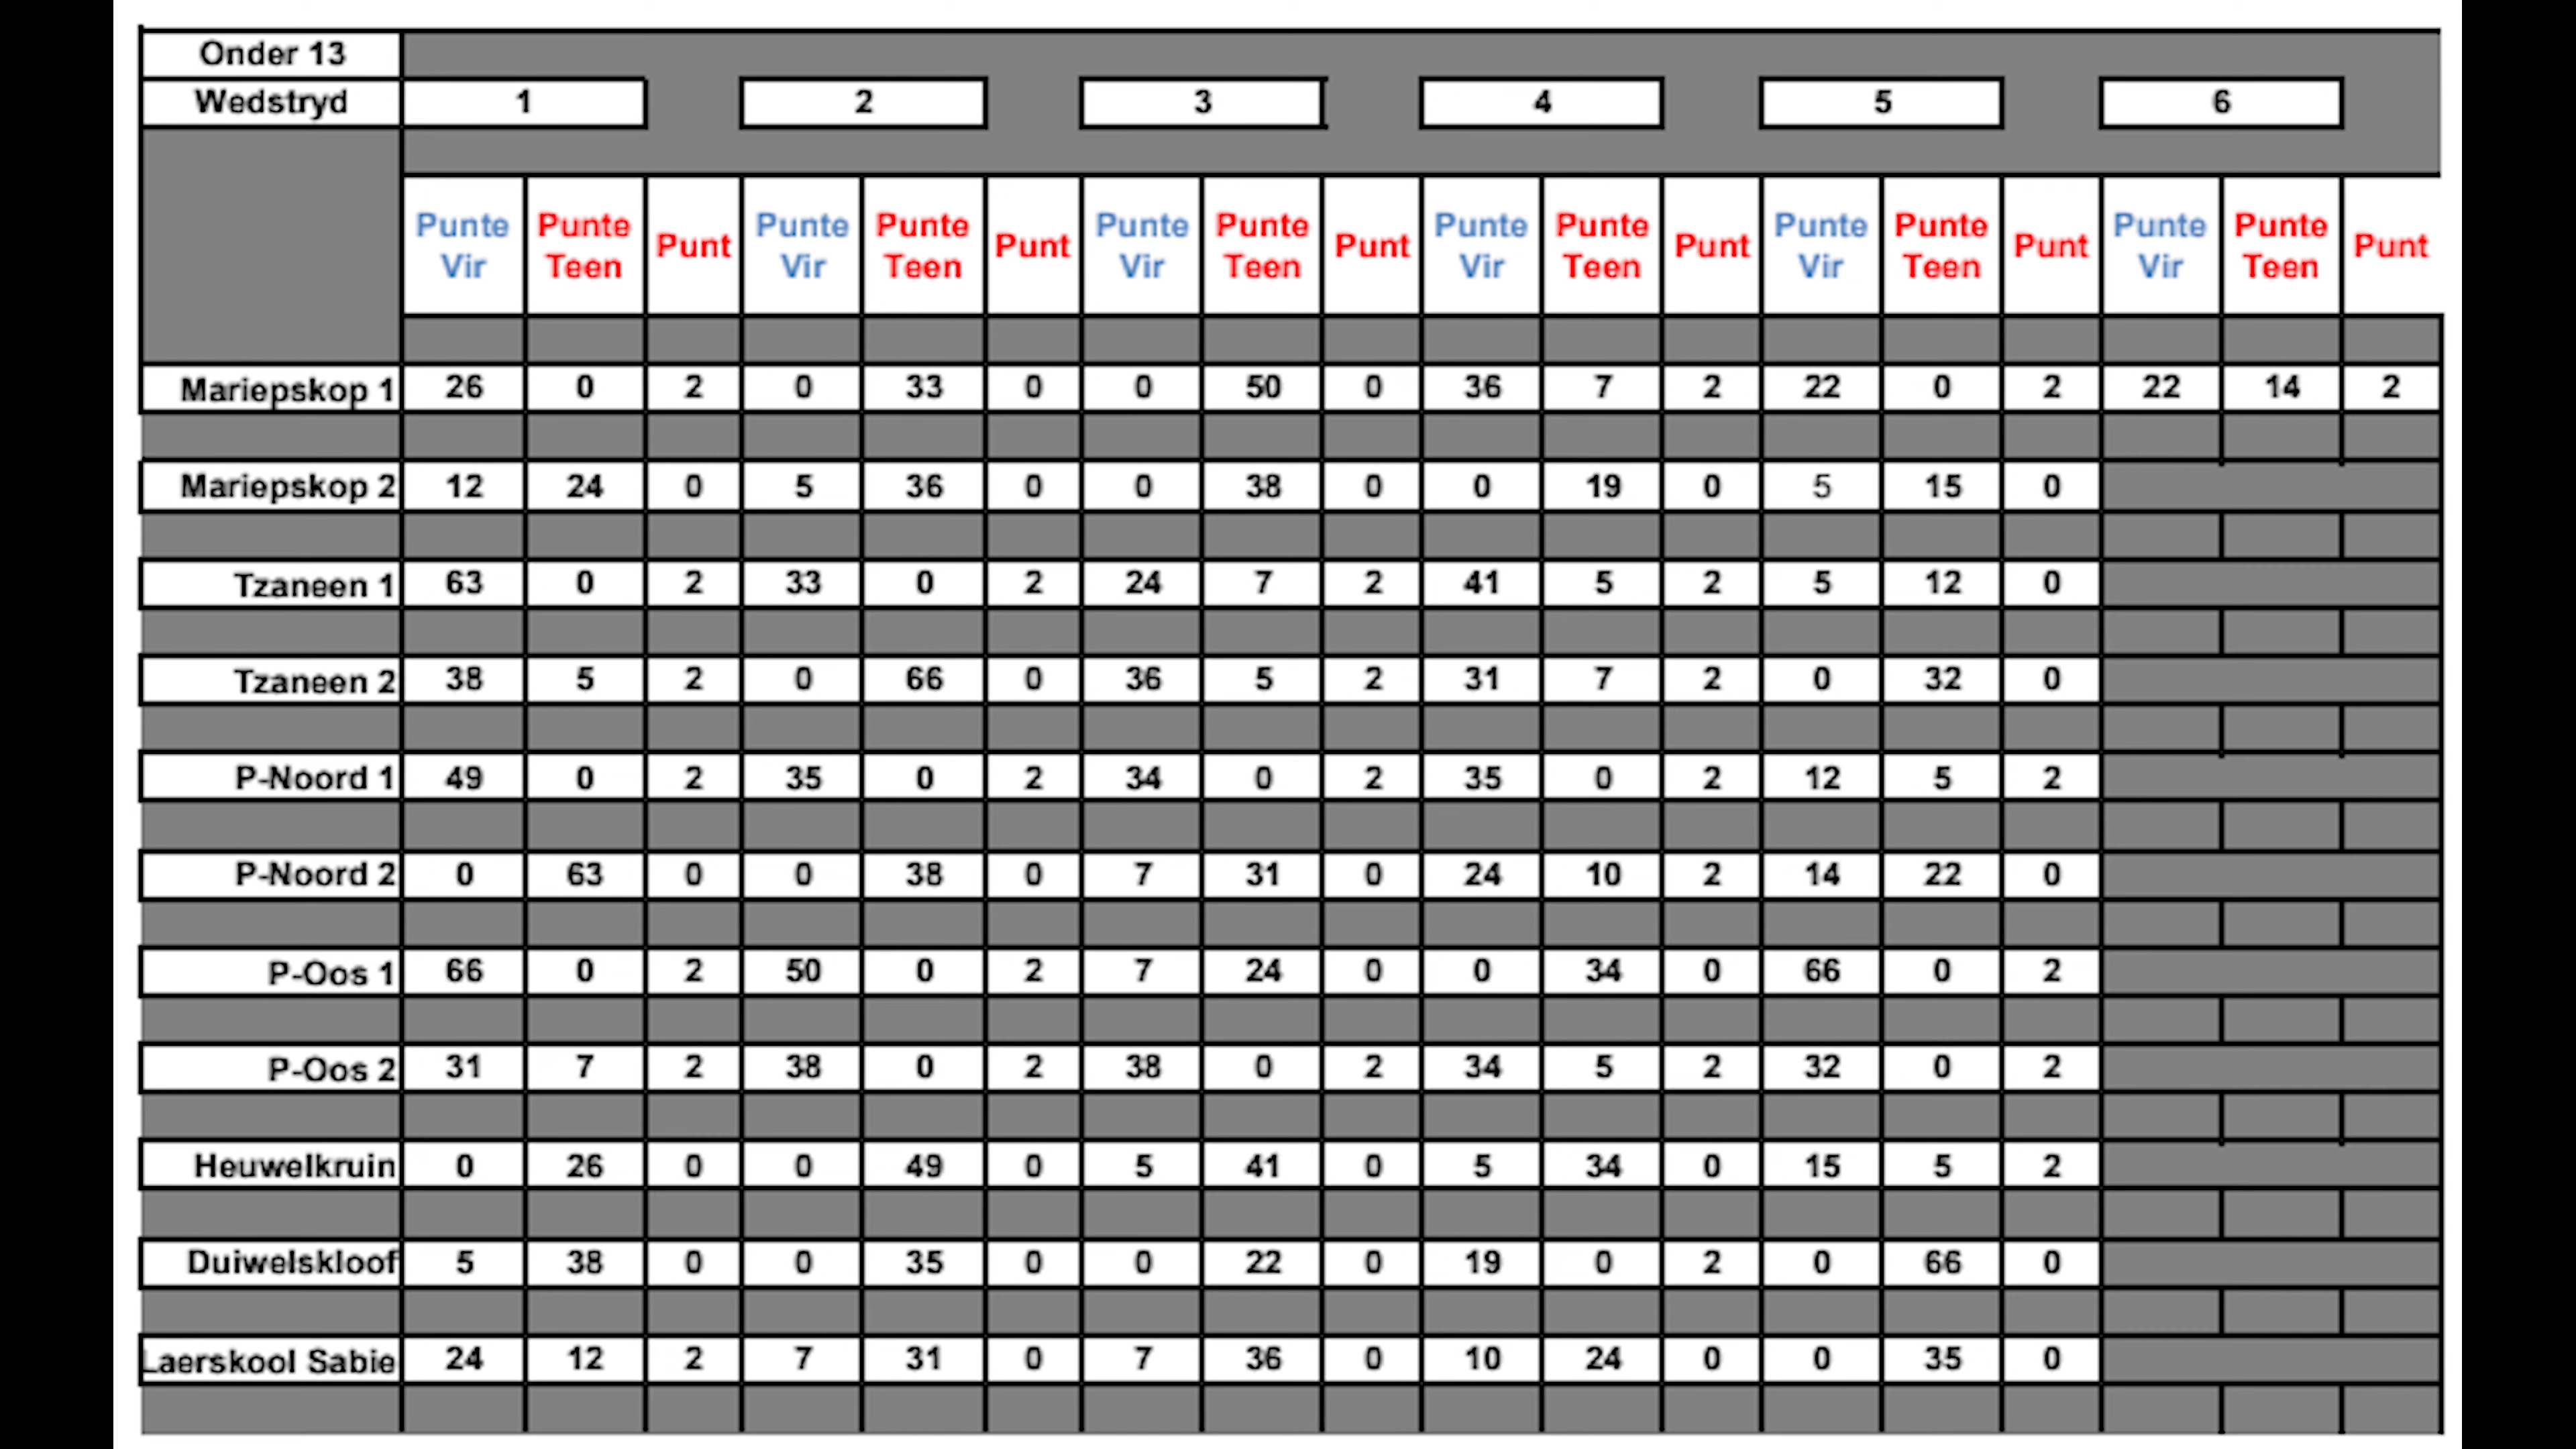 Onder 13
Wedstryd 1 2 3 4 5 6
Punte Vir Punte Teen Punt Punte Vir Punte Teen Punt Punte Vir Punte Teen Punt Punte Vir Punte Teen Punt Punte Vir Punte Teen Punt Punte Vir Punte Teen Punt
Mariepskop 1 26 0 2 0 33 0 0 50 0 36 7 2 22 0 2 22 14 2
Mariepskop 2 12 24 0 5 36 0 0 38 0 0 19 0 5 15 0
Tzaneen 1 63 0 2 33 0 2 24 7 2 41 5 2 5 12 0
Tzaneen 2 38 5 2 0 66 0 36 5 2 31 7 2 0 32 0
P-Noord 1 49 0 2 35 0 2 34 0 2 35 0 2 12 5 2
P-Noord 2 0 63 0 0 38 0 7 31 0 24 10 2 14 22 0
P-Oos 1 66 0 2 50 0 2 7 24 0 0 34 0 66 0 2
P-Oos 2 31 7 2 38 0 2 38 0 2 34 5 2 32 0 2
Heuwelkruin 0 26 0 0 49 0 5 41 0 5 34 0 15 5 2
Duiwelskloof 5 38 0 0 35 0 0 22 0 19 0 2 0 66 0
Laerskool Sabie 24 12 2 7 31 0 7 36 0 10 24 0 0 35 0